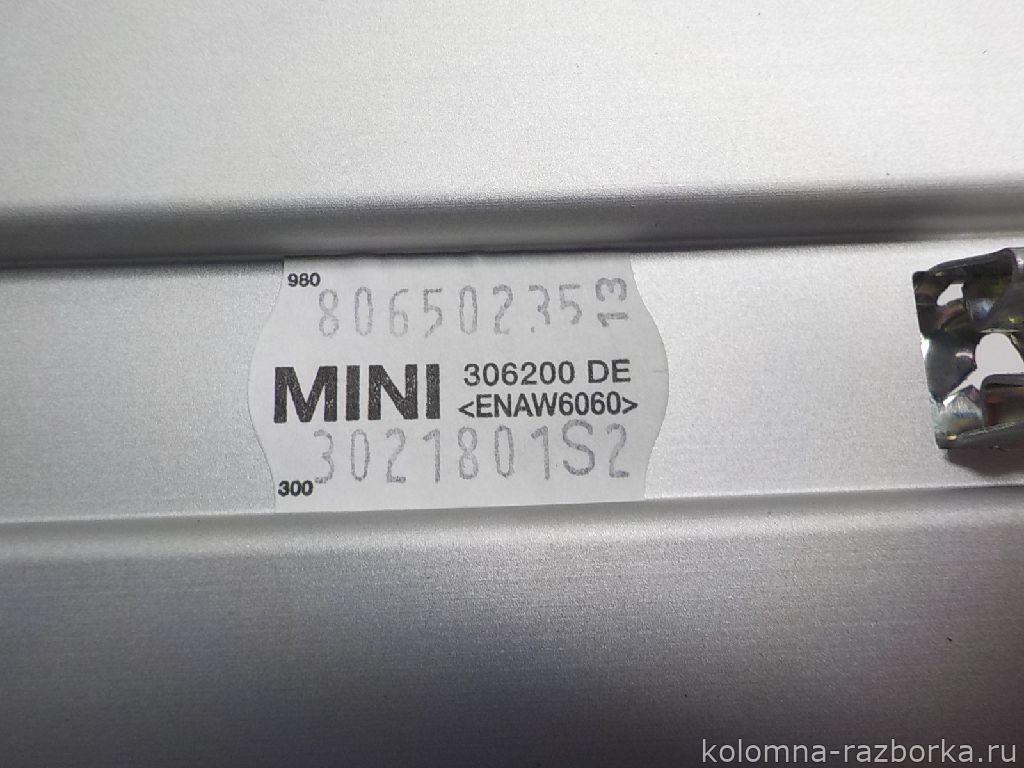 980
80650235 13
MINI 306200 DE
<ENAW6060>
300 3021801S2
kolomna-razborka.ru